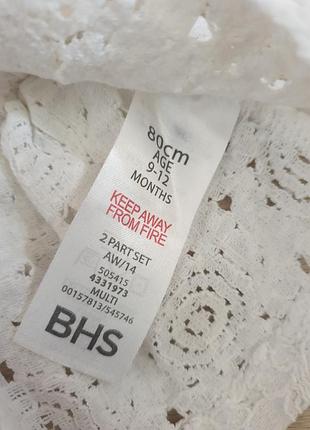 80cm
AGE
9-12
MONTHS
KEEP AWAY
FROM FIRE
2 PART SET
AW/14
505415
4331973
MULTI
00157813/545746
BHS